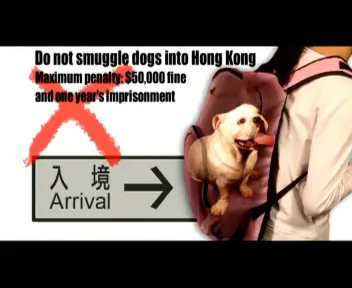 Do not smuggle dogs into Hong Kong
Maximum penalty: $50,000 fine
and one year's imprisonment
入 境
Arrival